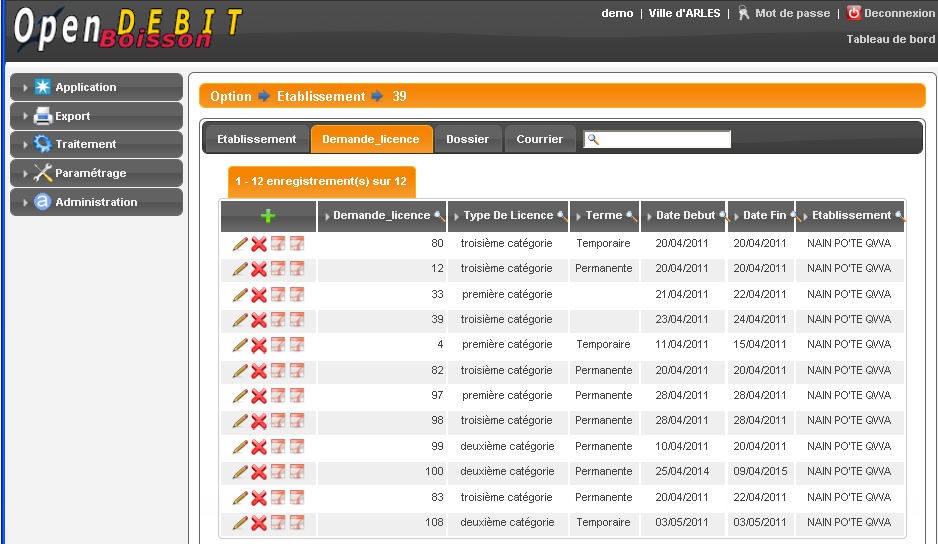 Open DEBIT Boisson
demo | Ville d'ARLES | Mot de passe | Deconnexion
Tableau de bord
Application
Export
Traitement
Paramétrage
Administration
Option Etablissement 39
Etablissement Demande_licence Dossier Courrier
1 - 12 enregistrement(s) sur 12
Demande_licence Type De Licence Terme Date Debut Date Fin Etablissement
80 troisième catégorie Temporaire 20/04/2011 20/04/2011 NAIN PO'TE QWA
12 troisième catégorie Permanente 20/04/2011 20/04/2011 NAIN PO'TE QWA
33 première catégorie 21/04/2011 22/04/2011 NAIN PO'TE QWA
39 troisième catégorie 23/04/2011 24/04/2011 NAIN PO'TE QWA
4 première catégorie Temporaire 11/04/2011 15/04/2011 NAIN PO'TE QWA
82 troisième catégorie Permanente 20/04/2011 20/04/2011 NAIN PO'TE QWA
97 première catégorie Permanente 28/04/2011 28/04/2011 NAIN PO'TE QWA
98 troisième catégorie Permanente 28/04/2011 28/04/2011 NAIN PO'TE QWA
99 deuxième catégorie Permanente 10/04/2011 20/04/2011 NAIN PO'TE QWA
100 deuxième catégorie Permanente 25/04/2014 09/04/2015 NAIN PO'TE QWA
83 troisième catégorie Permanente 20/04/2011 22/04/2011 NAIN PO'TE QWA
108 deuxième catégorie Temporaire 03/05/2011 03/05/2011 NAIN PO'TE QWA